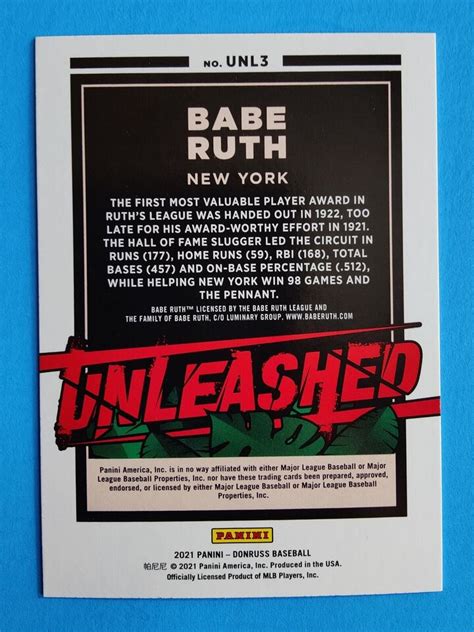 NO. UNL3
BABE
RUTH
NEW YORK
THE FIRST MOST VALUABLE PLAYER AWARD IN
RUTH'S LEAGUE WAS HANDED OUT IN 1922, TOO
LATE FOR HIS AWARD-WORTHY EFFORT IN 1921.
THE HALL OF FAME SLUGGER LED THE CIRCUIT IN
RUNS (177), HOME RUNS (59), RBI (168), TOTAL
BASES (457) AND ON-BASE PERCENTAGE (.512),
WHILE HELPING NEW YORK WIN 98 GAMES AND
THE PENNANT.
BABE RUTH™ LICENSED BY THE BABE RUTH LEAGUE AND
THE FAMILY OF BABE RUTH, C/O LUMINARY GROUP, WWW.BABERUTH.COM
UNLEASHED
Panini America, Inc. is in no way affiliated with either Major League Baseball or Major
League Baseball Properties, Inc. nor have these trading cards been prepared, approved,
endorsed, or licensed by either Major League Baseball or Major League Baseball
Properties, Inc.
PANINI
2021 PANINI – DONRUSS BASEBALL
帕尼尼 © 2021 Panini America, Inc. Produced in the USA.
Officially Licensed Product of MLB Players, Inc.